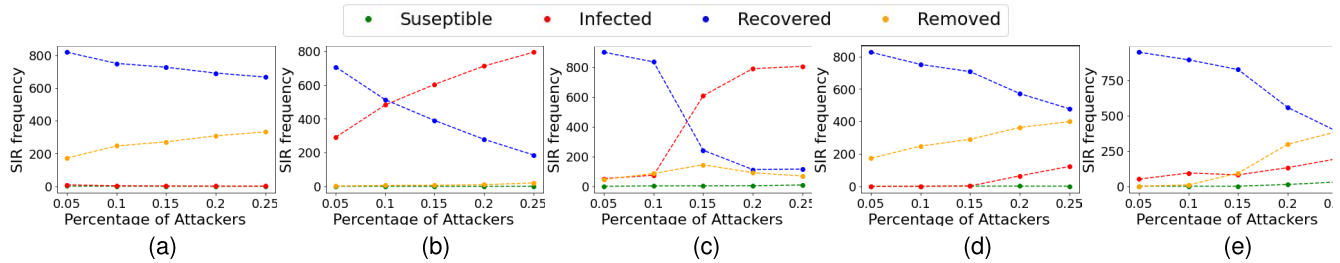 Suseptible Infected Recovered Removed
SIR frequency
800
600
400
200
0
0.05 0.1 0.15 0.2 0.25
Percentage of Attackers
(a)
SIR frequency
800
600
400
200
0
0.05 0.1 0.15 0.2 0.25
Percentage of Attackers
(b)
SIR frequency
800
600
400
200
0
0.05 0.1 0.15 0.2 0.25
Percentage of Attackers
(c)
SIR frequency
800
600
400
200
0
0.05 0.1 0.15 0.2 0.25
Percentage of Attackers
(d)
SIR frequency
750
500
250
0
0.05 0.1 0.15 0.2
Percentage of Attackers
(e)